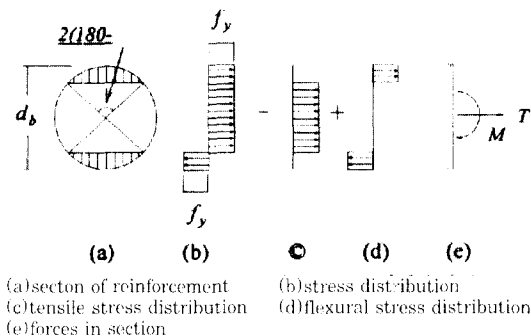 f_y
2(180-
d_b
-
+
T
M
f_y
(a) (b) © (d) (e)
(a)secton of reinforcement (b)stress distribution
(c)tensile stress distribution (d)flexural stress distribution
(e)forces in section